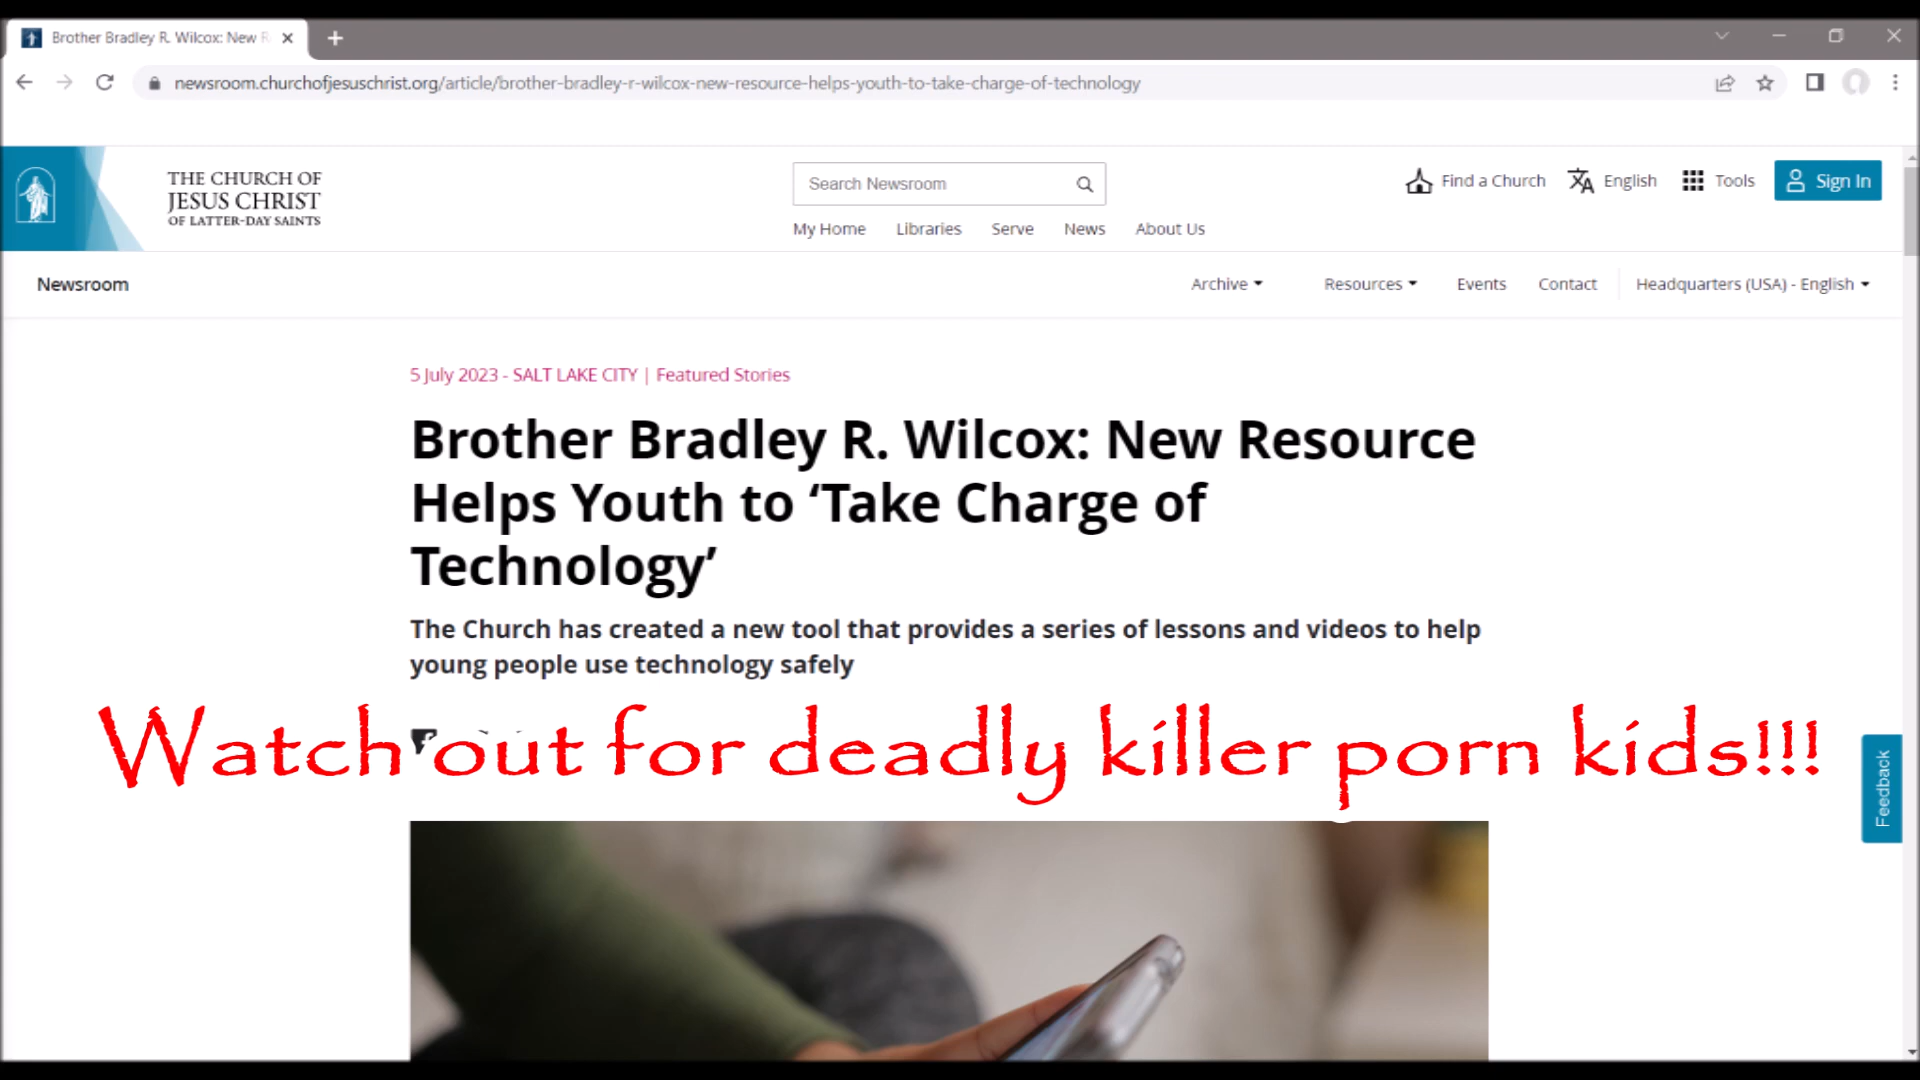 Brother Bradley R. Wilcox: New R
newsroom.churchofjesuschrist.org/article/brother-bradley-r-wilcox-new-resource-helps-youth-to-take-charge-of-technology
THE CHURCH OF
JESUS CHRIST
OF LATTER-DAY SAINTS
Search Newsroom
Find a Church
English
Tools
Sign In
My Home Libraries Serve News About Us
Newsroom
Archive Resources Events Contact Headquarters (USA) - English
5 July 2023 - SALT LAKE CITY | Featured Stories
Brother Bradley R. Wilcox: New Resource
Helps Youth to ‘Take Charge of
Technology’
The Church has created a new tool that provides a series of lessons and videos to help
young people use technology safely
Watch out for deadly killer porn kids!!!
Feedback